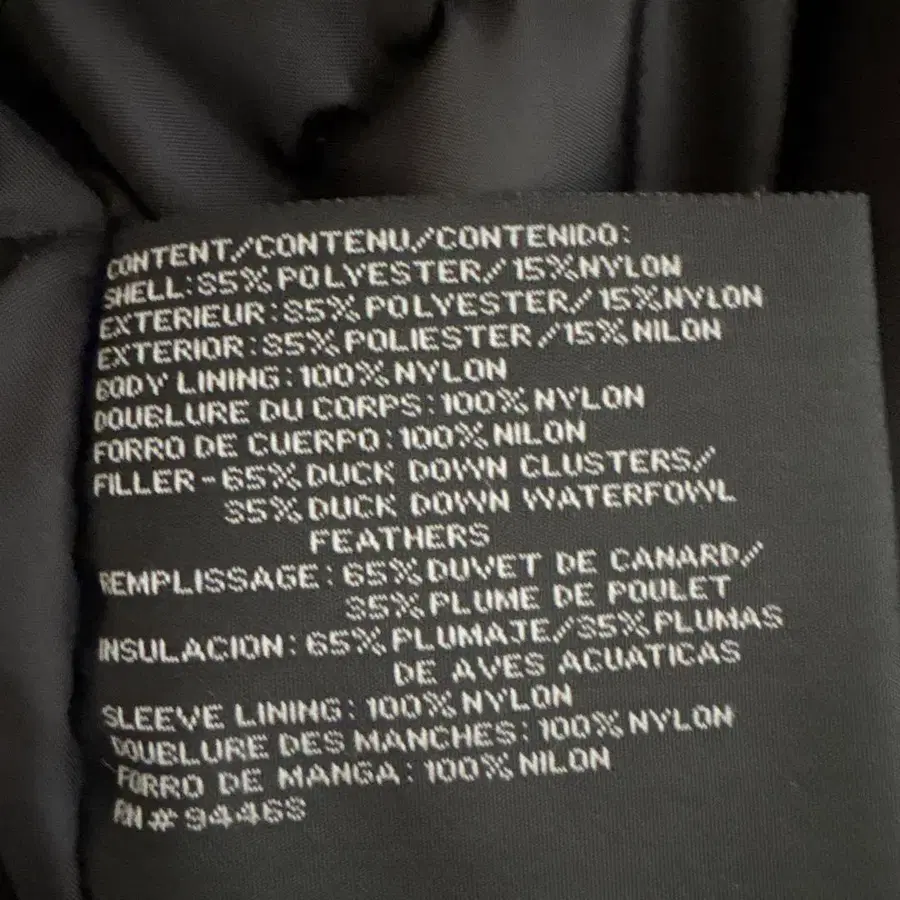 CONTENT/CONTENU/CONTENIDO:
SHELL:85% POLYESTER/15% NYLON
EXTERIEUR:85% POLYESTER/15% NYLON
EXTERIOR:85% POLIESTER/15% NILON
BODY LINING:100% NYLON
DOUBLURE DU CORPS:100% NYLON
FORRO DE CUERPO:100% NILON
FILLER-65% DUCK DOWN CLUSTERS/
35% DUCK DOWN WATERFOWL
FEATHERS
REMPLISSAGE:65% DUVET DE CANARD/
35% PLUME DE POULET
INSULACION:65% PLUMAJE/35% PLUMAS
DE AVES ACUATICAS
SLEEVE LINING:100% NYLON
DOUBLURE DES MANCHES:100% NYLON
FORRO DE MANGA:100% NILON
RN#